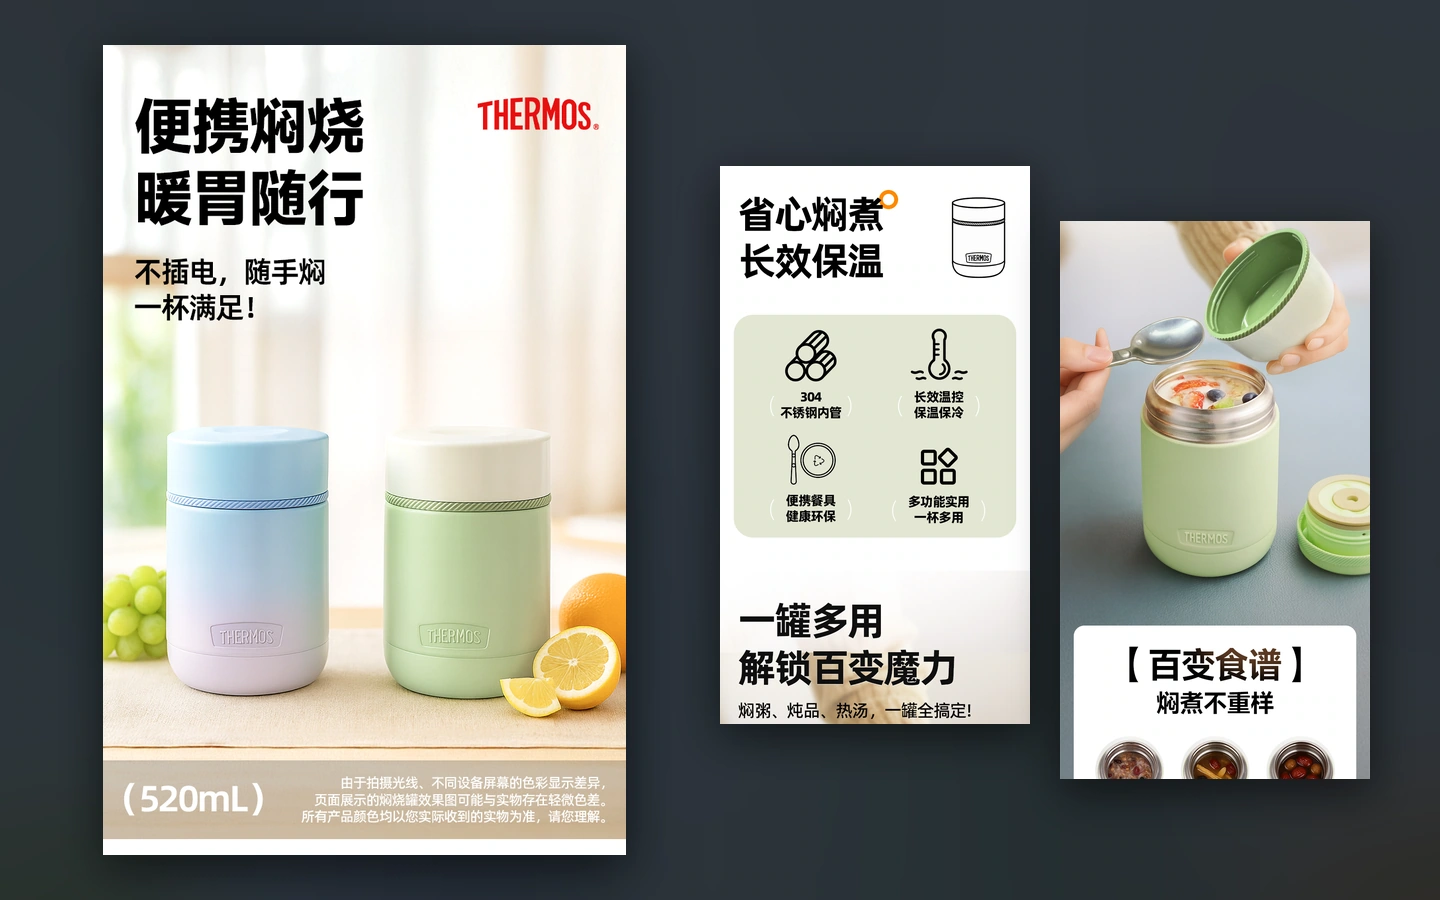 便携焖烧
暖胃随行
THERMOS®
不插电，随手焖
一杯满足！
THERMOS
THERMOS
（520mL）
由于拍摄光线、不同设备屏幕的色彩显示差异，
页面展示的焖烧罐效果图可能与实物存在轻微色差。
所有产品颜色均以您实际收到的实物为准，请您理解。
省心焖煮
长效保温
THERMOS
304
不锈钢内管
长效温控
保温保冷
便携餐具
健康环保
多功能实用
一杯多用
一罐多用
解锁百变魔力
焖粥、炖品、热汤，一罐全搞定!
THERMOS
【百变食谱】
焖煮不重样